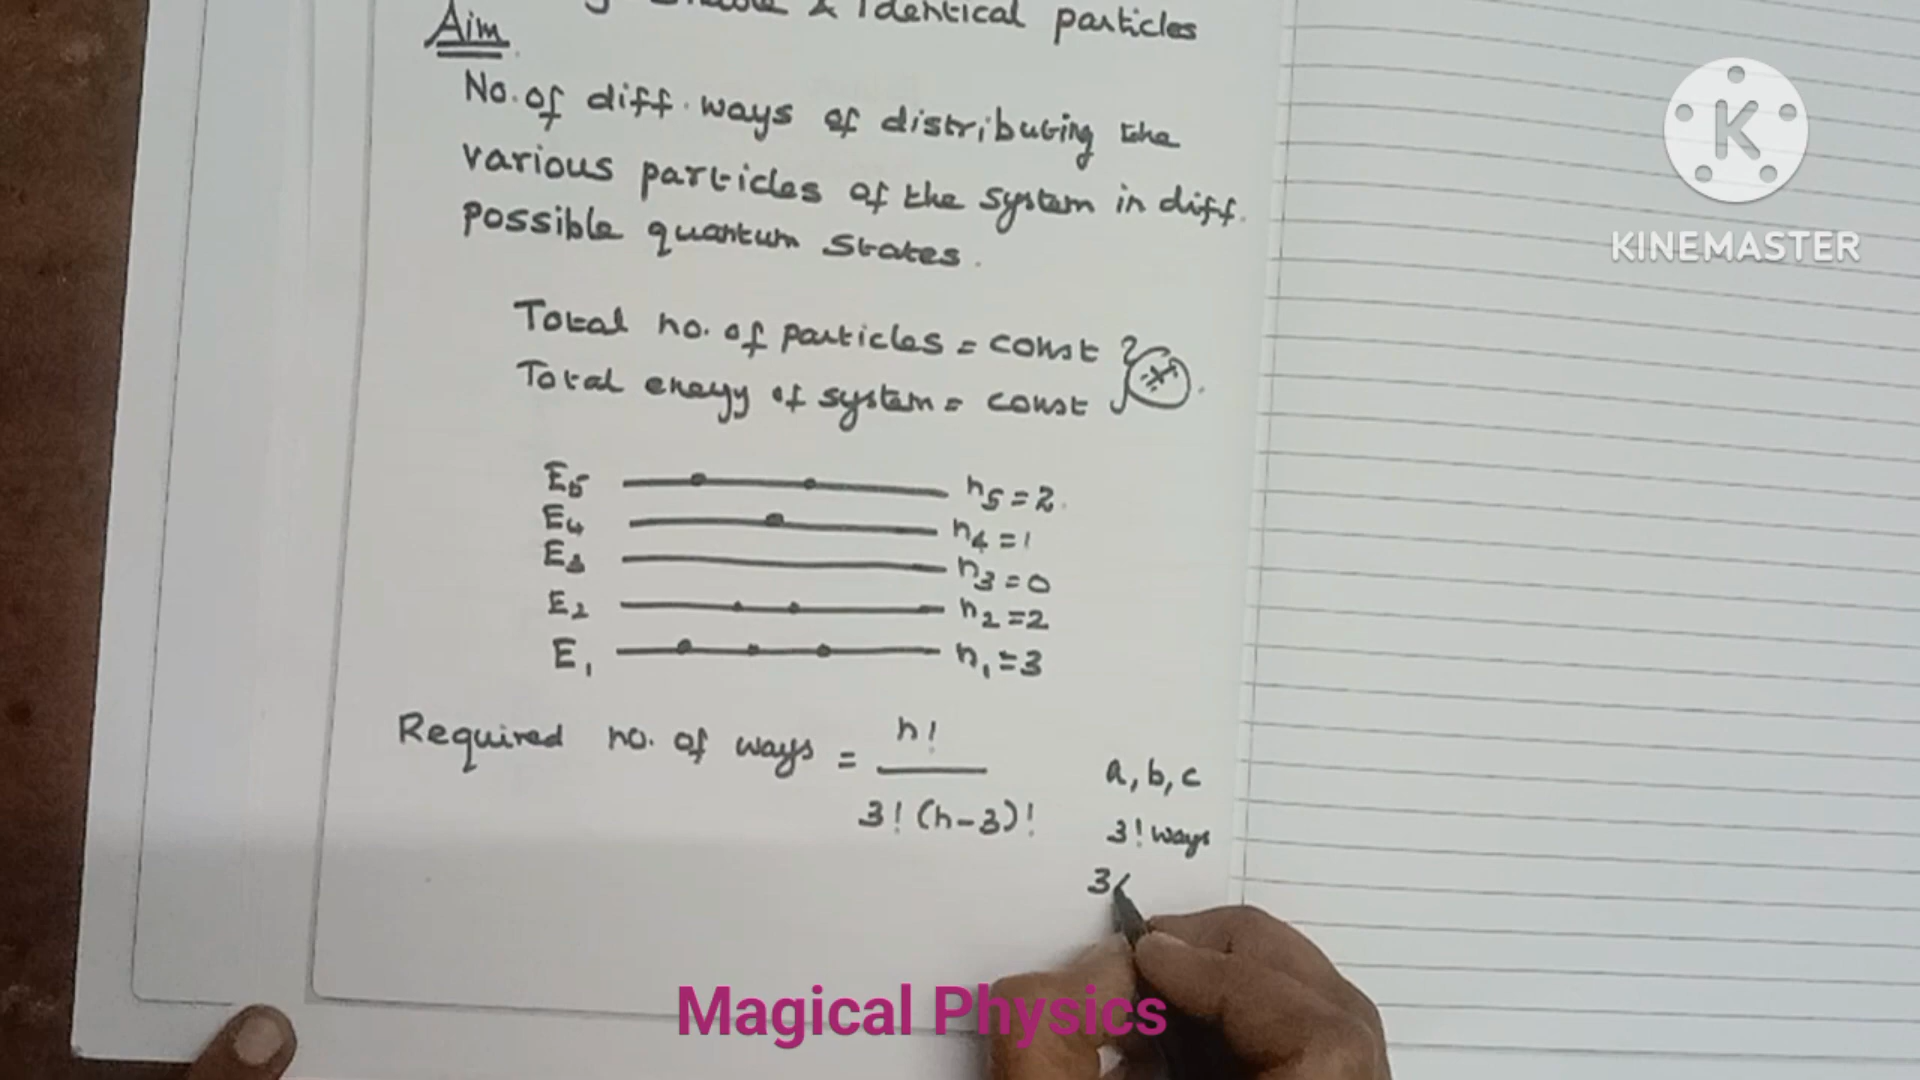 & Identical particles
Aim
No. of diff. ways of distributing the
various particles of the system in diff.
possible quantum states.
Total no. of particles = const
Total enegy of system = const
E5 n5 = 2
E4 n4 = 1
E3 n3 = 0
E2 n2 = 2
E1 n1 = 3
Required no. of ways = n!
3! (n-3)!
a, b, c
3! ways
3
K
KINEMASTER
Magical Physics